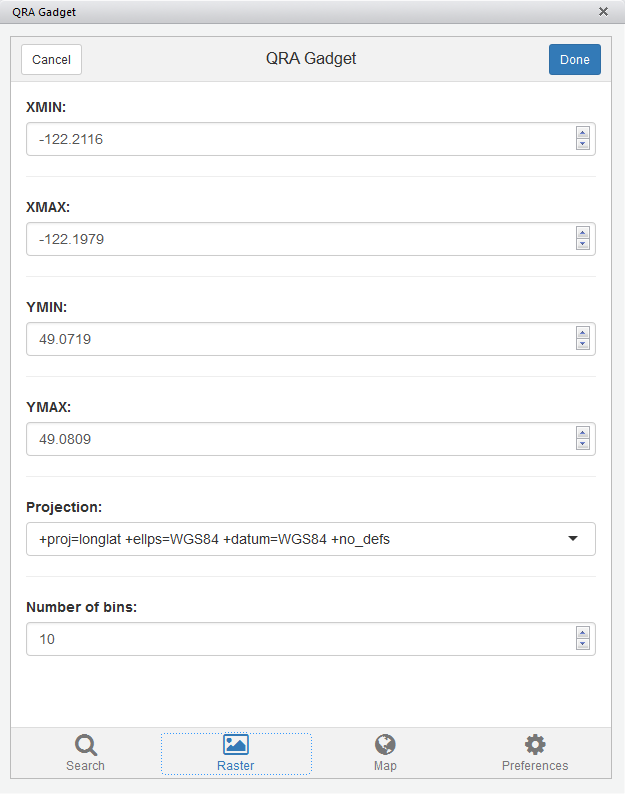 QRA Gadget
Cancel QRA Gadget Done
XMIN:
-122.2116
XMAX:
-122.1979
YMIN:
49.0719
YMAX:
49.0809
Projection:
+proj=longlat +ellps=WGS84 +datum=WGS84 +no_defs
Number of bins:
10
Search Raster Map Preferences